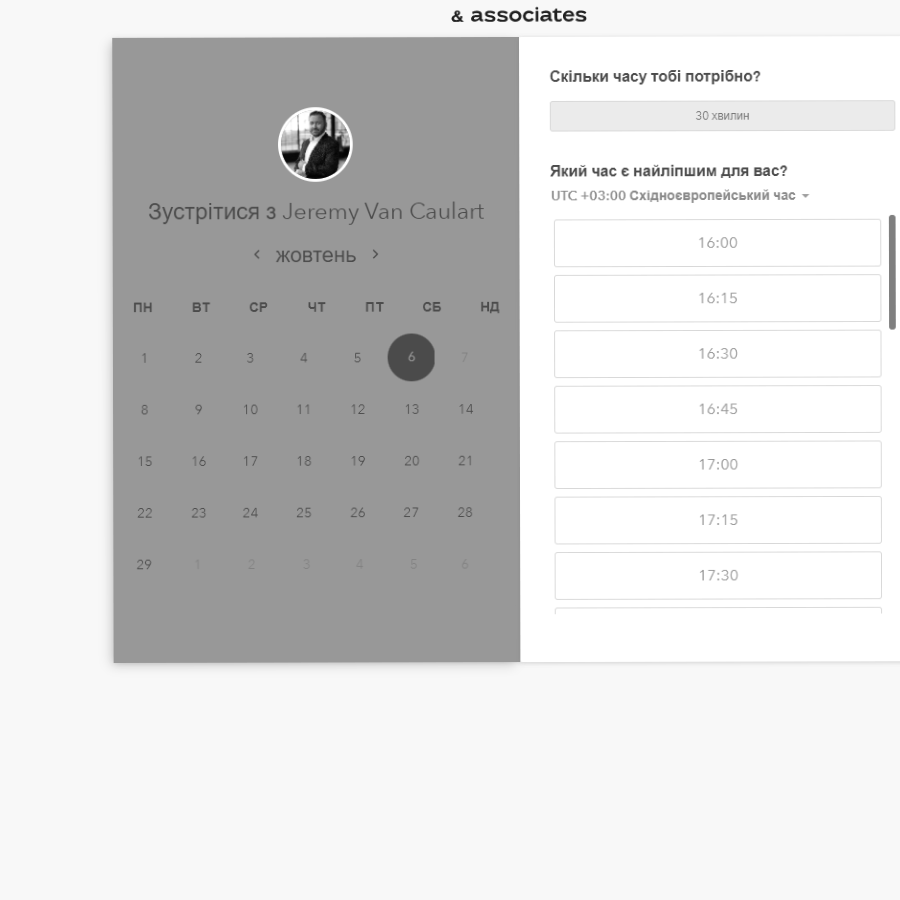 & associates
Зустрітися з Jeremy Van Caulart
жовтень
ПН ВТ СР ЧТ ПТ СБ НД
1 2 3 4 5 6 7
8 9 10 11 12 13 14
15 16 17 18 19 20 21
22 23 24 25 26 27 28
29 1 2 3 4 5 6
Скільки часу тобі потрібно?
30 хвилин
Який час є найліпшим для вас?
UTC +03:00 Східноєвропейський час
16:00
16:15
16:30
16:45
17:00
17:15
17:30